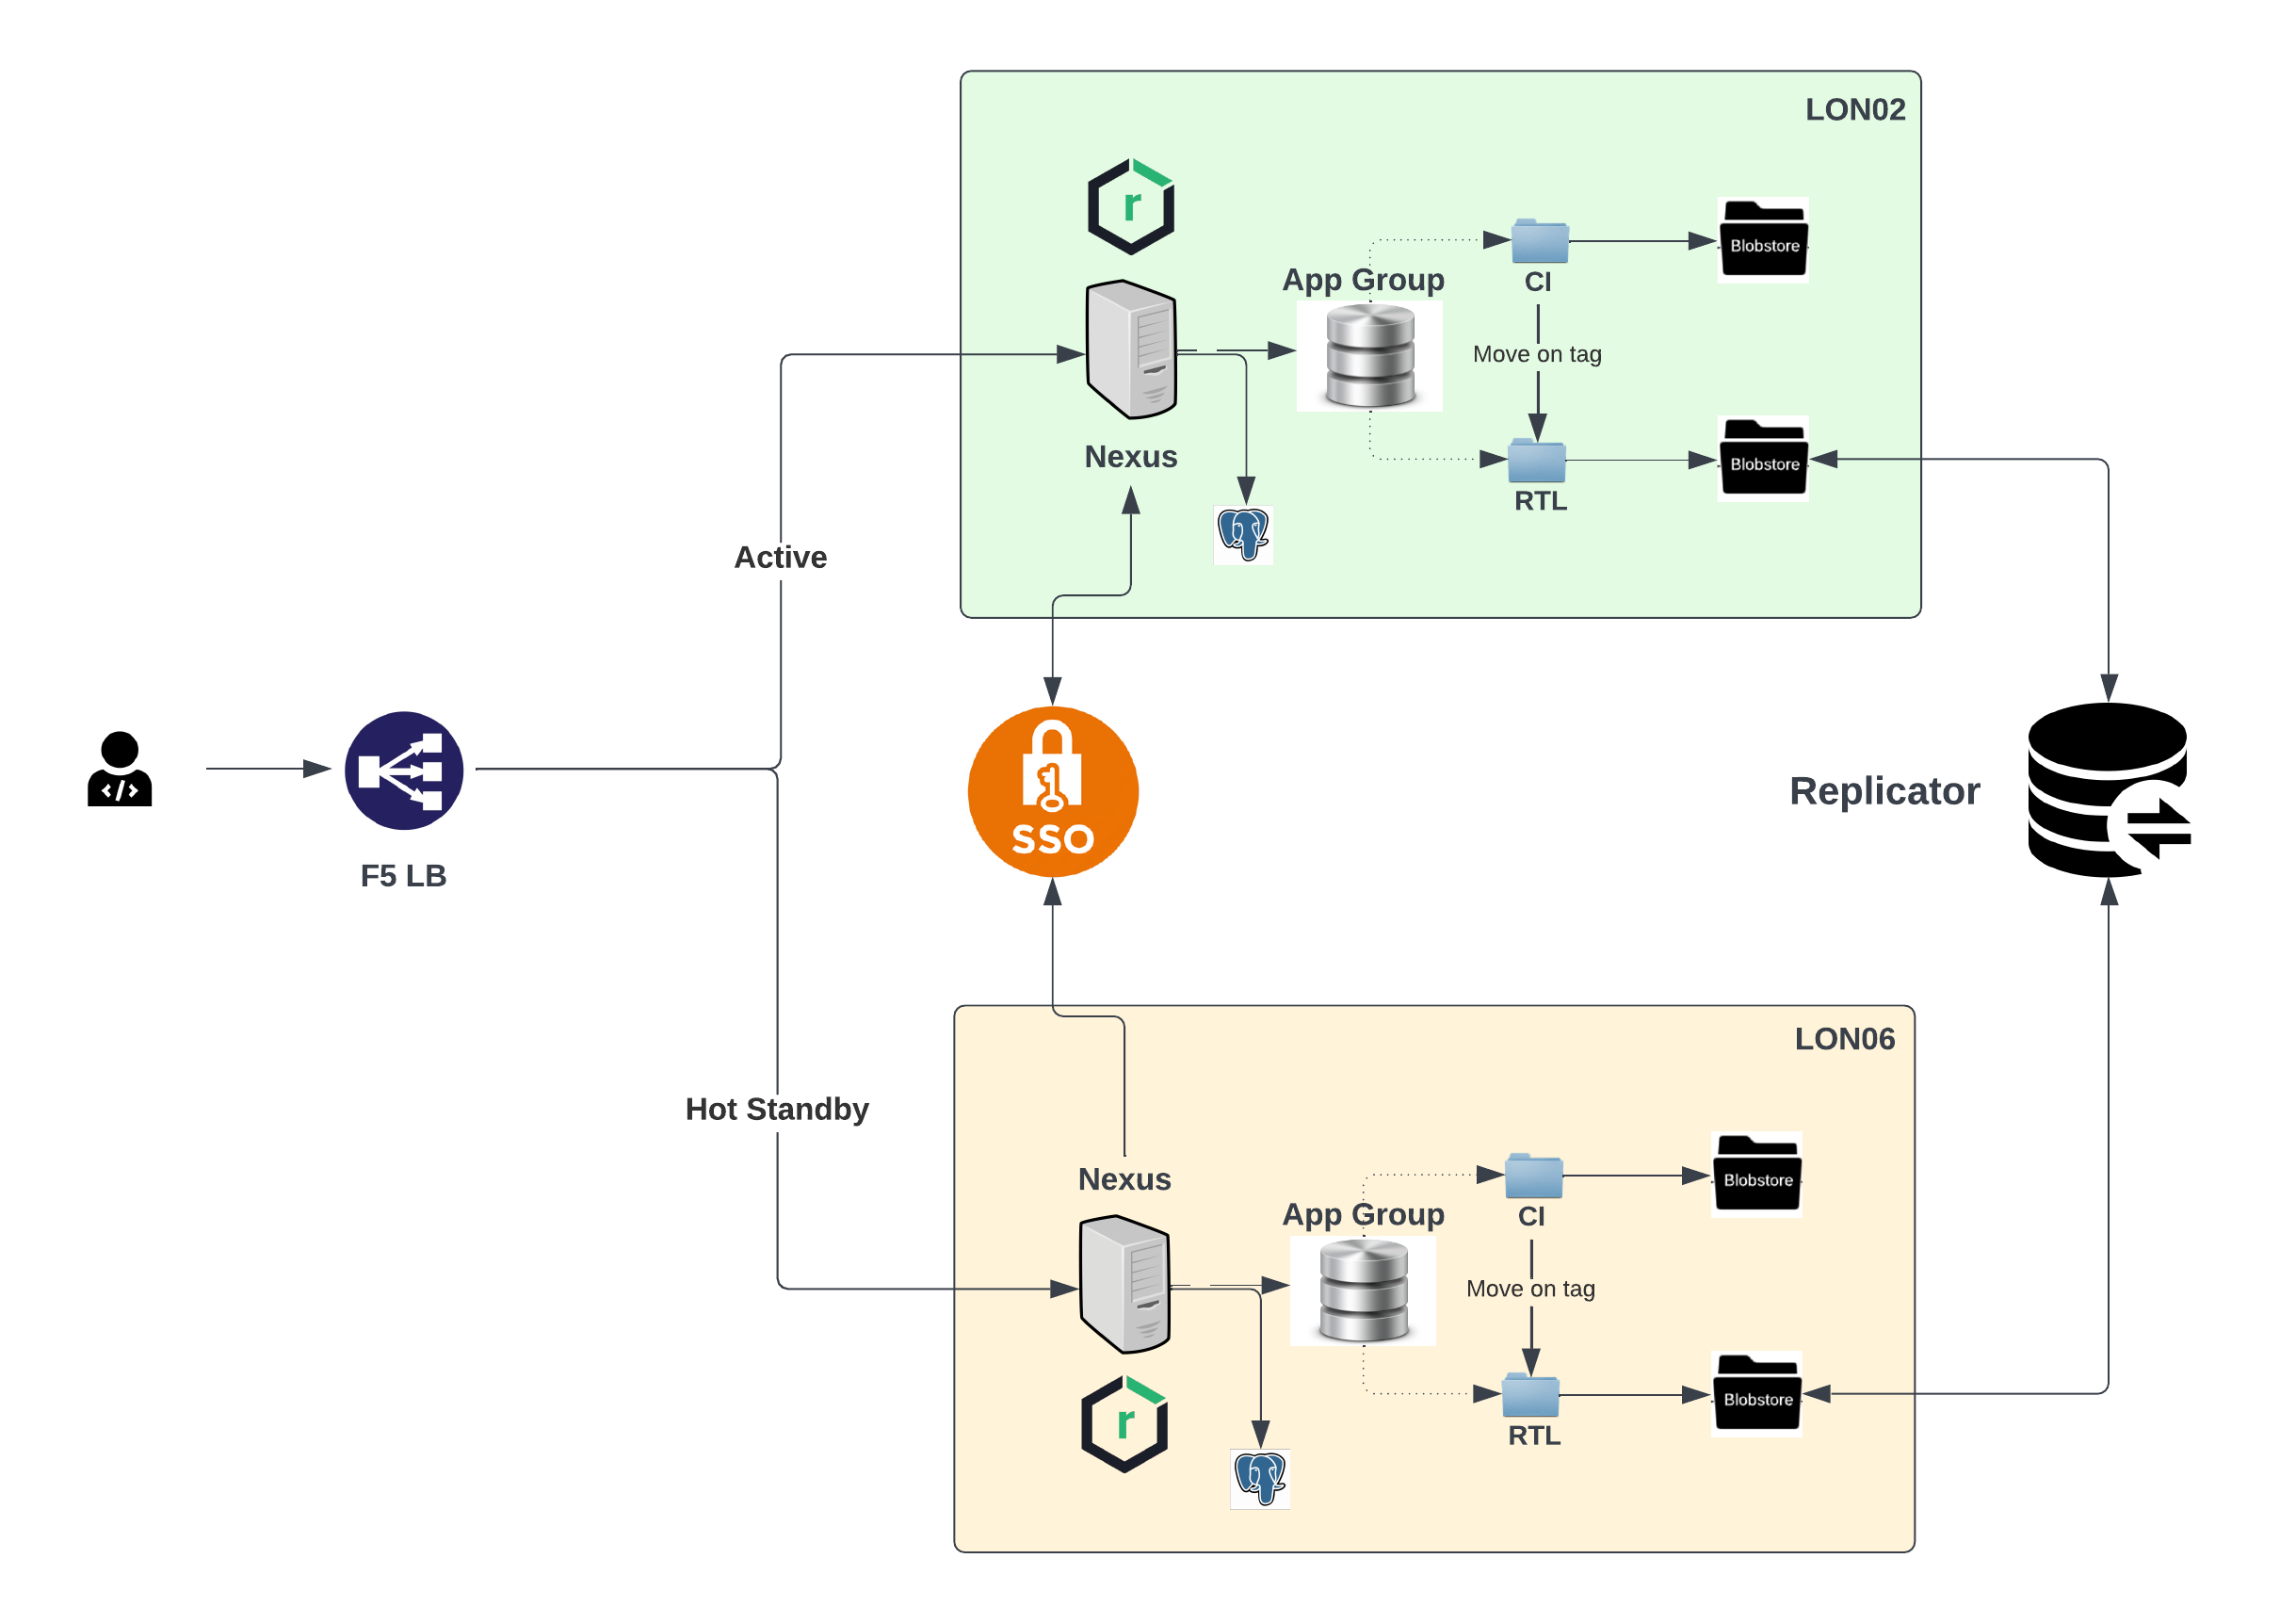 LON02
r
App Group
CI
Blobstore
Move on tag
Nexus
RTL
Blobstore
Active
</>
F5 LB
SSO
Replicator
LON06
Hot Standby
Nexus
App Group
CI
Blobstore
Move on tag
r
RTL
Blobstore